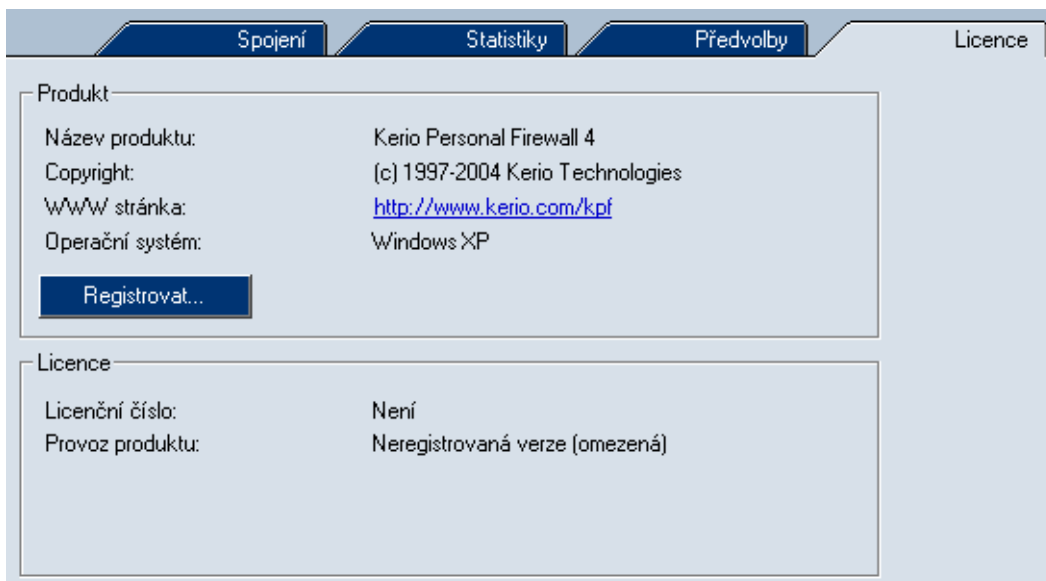 Spojení Statistiky Předvolby Licence
Produkt
Název produktu: Kerio Personal Firewall 4
Copyright: (c) 1997-2004 Kerio Technologies
WWW stránka: http://www.kerio.com/kpf
Operační systém: Windows XP
Registrovat...
Licence
Licenční číslo: Není
Provoz produktu: Neregistrovaná verze (omezená)